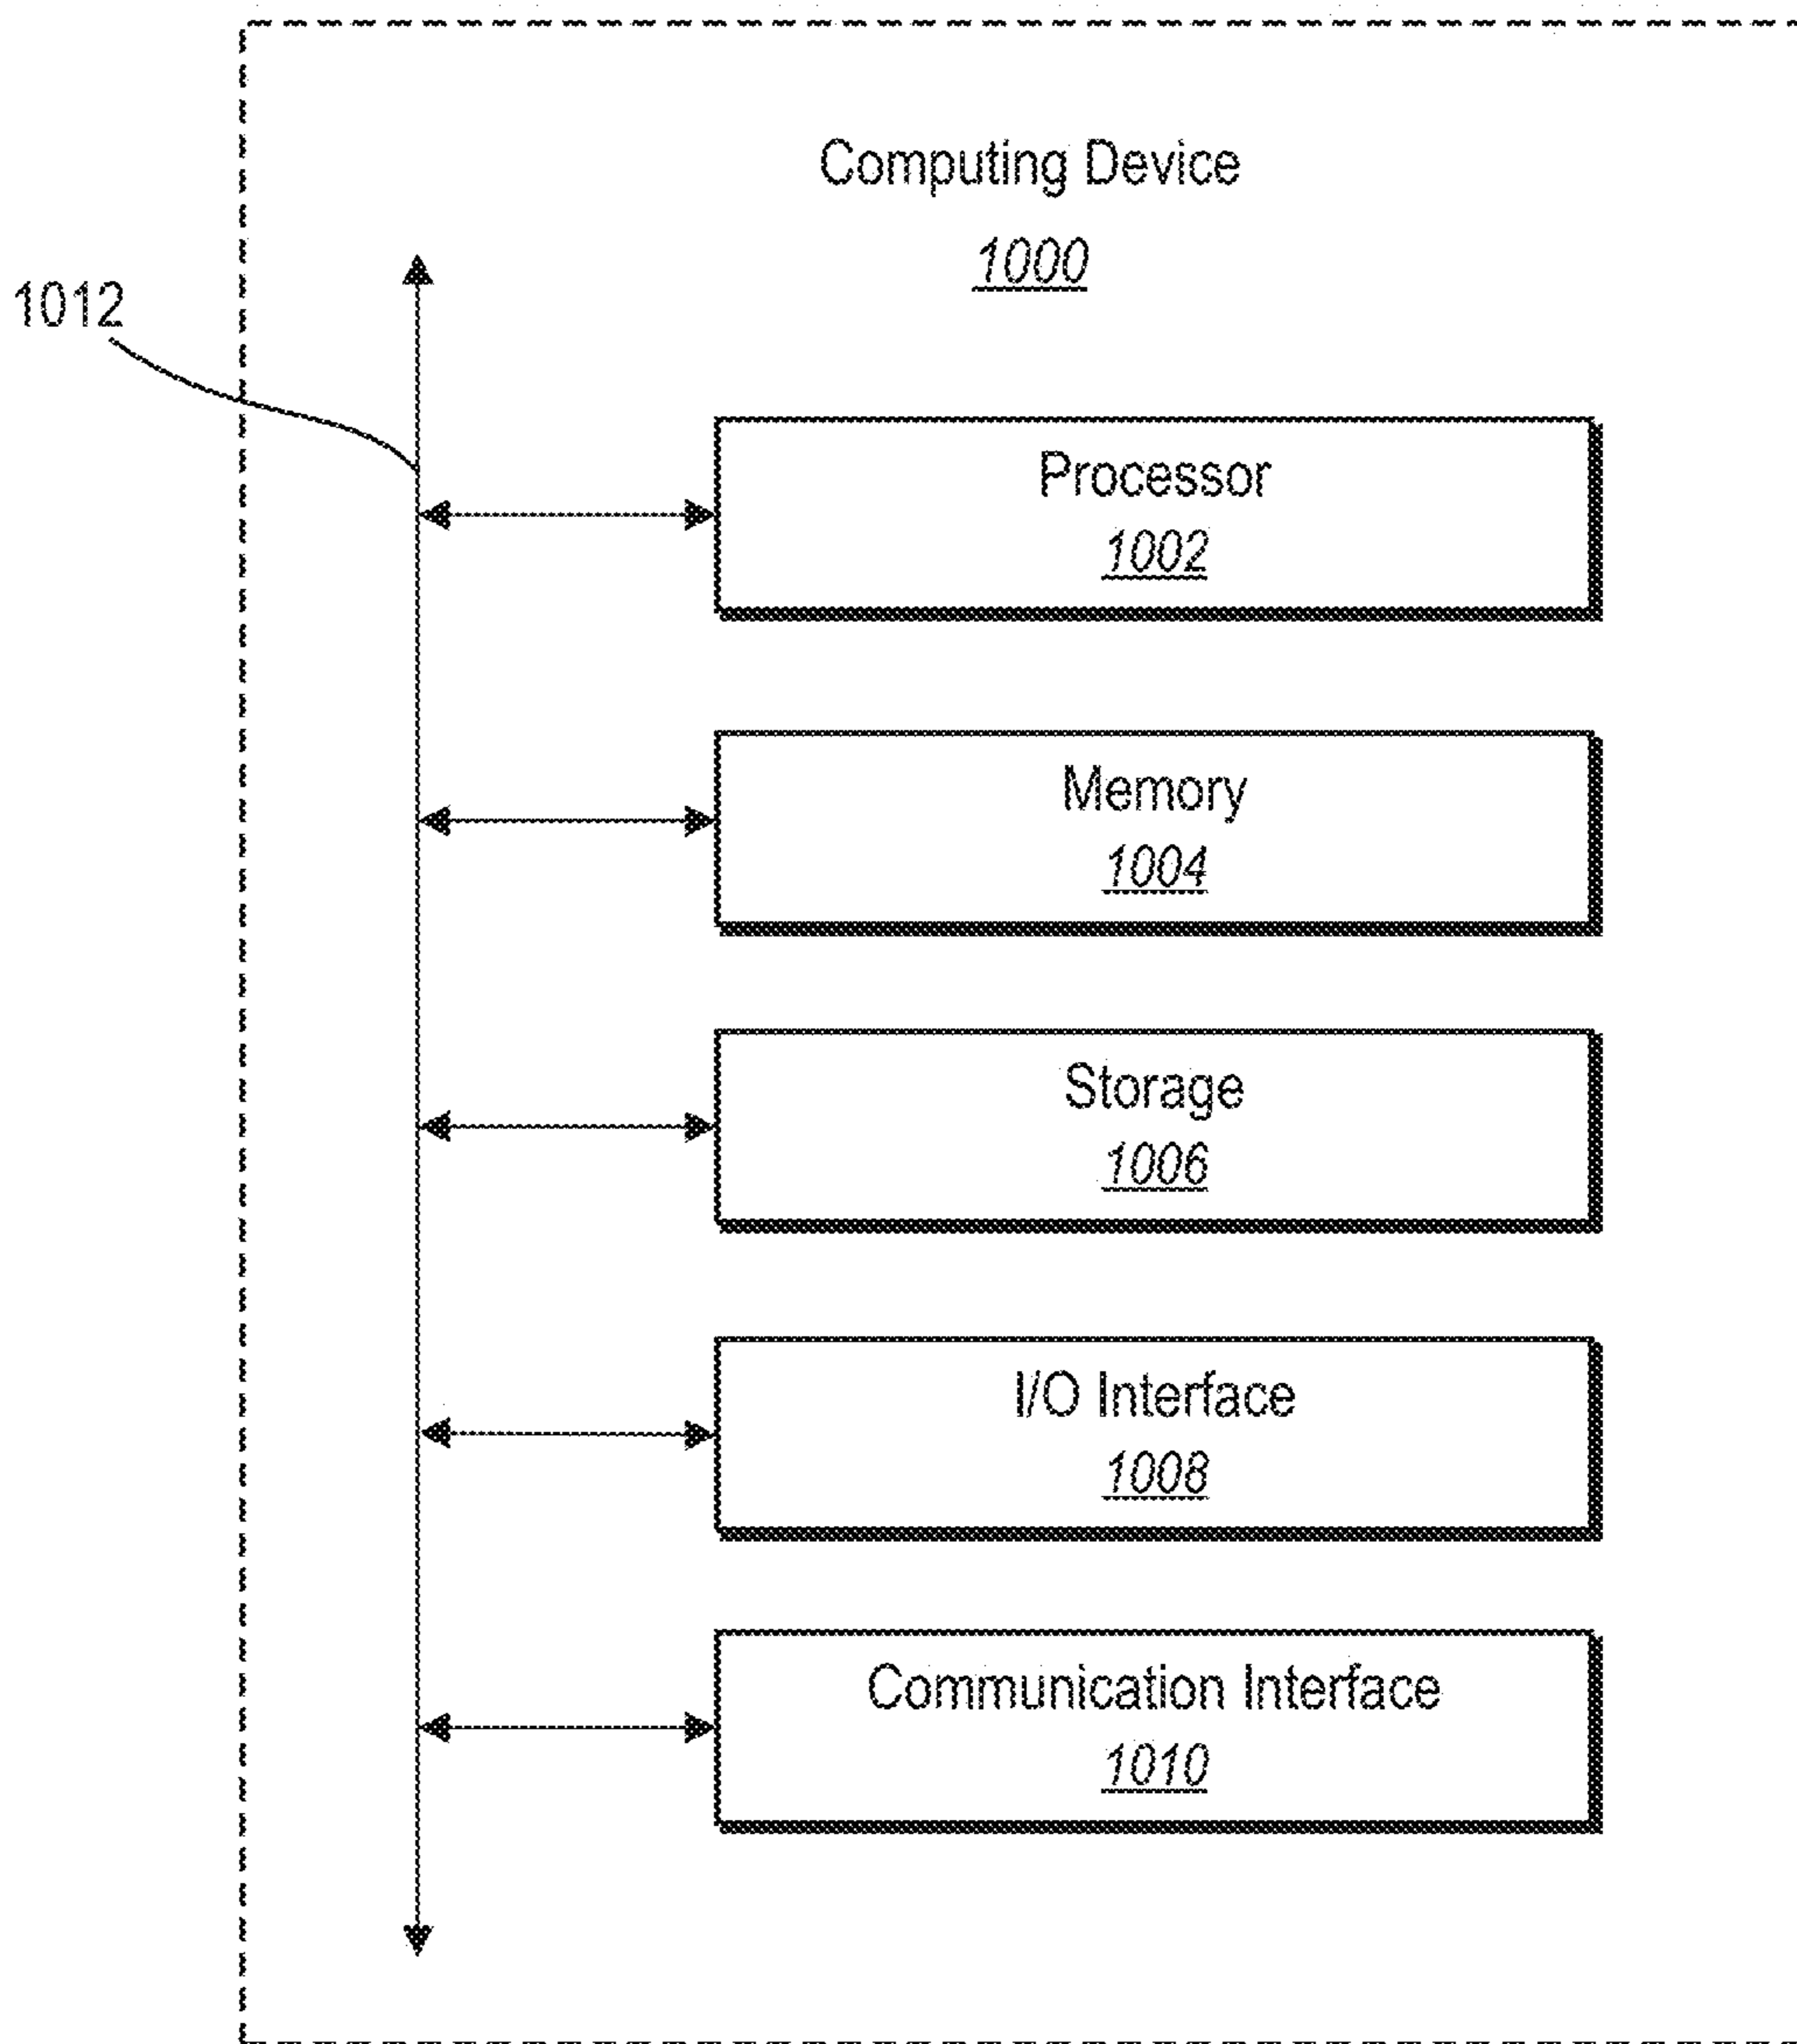 Computing Device
1000
1012
Processor
1002
Memory
1004
Storage
1006
I/O Interface
1008
Communication Interface
1010